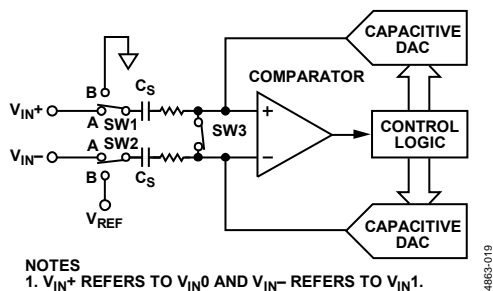 CAPACITIVE
DAC
B
COMPARATOR
CS
VIN+
A SW1
+
SW3
CONTROL
LOGIC
VIN–
A SW2
–
B
CS
VREF
CAPACITIVE
DAC
NOTES
1. VIN+ REFERS TO VIN0 AND VIN– REFERS TO VIN1.
4863-019